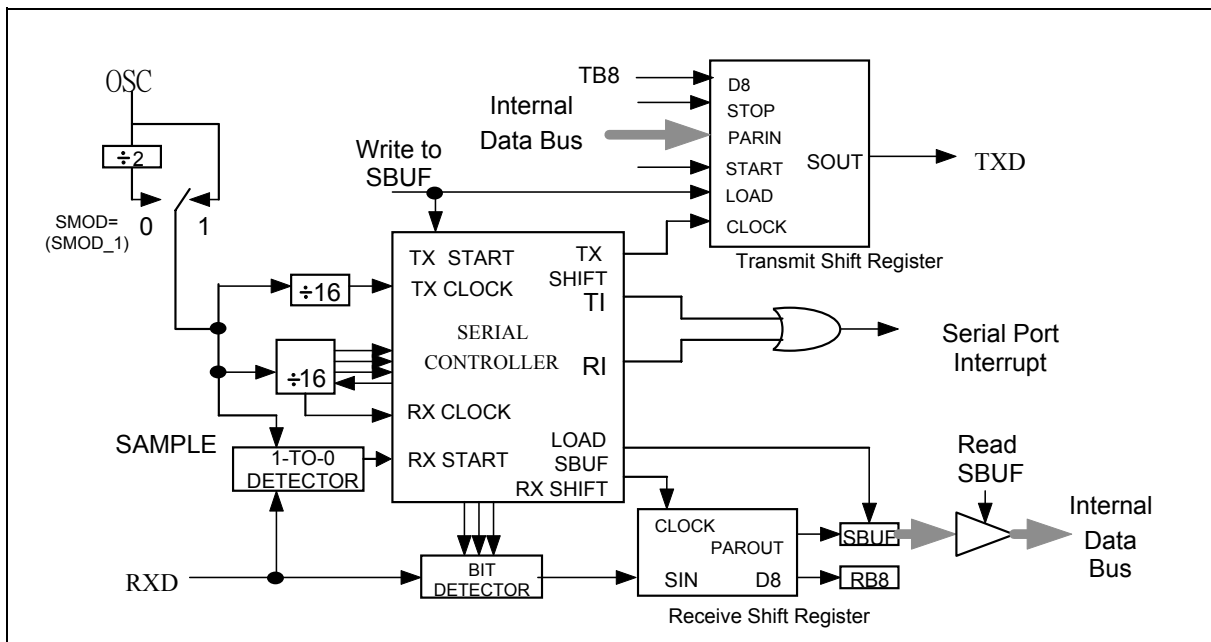 OSC
÷2
SMOD=
(SMOD_1)
0
1
TB8
Internal
Data Bus
Write to
SBUF
D8
STOP
PARIN
START
LOAD
CLOCK
SOUT
TXD
Transmit Shift Register
÷16
÷16
TX START
TX CLOCK
SERIAL
CONTROLLER
RX CLOCK
RX START
TX
SHIFT
TI
RI
LOAD
SBUF
RX SHIFT
Serial Port
Interrupt
SAMPLE
1-TO-0
DETECTOR
RXD
BIT
DETECTOR
CLOCK
PAROUT
SIN
D8
Receive Shift Register
SBUF
RB8
Read
SBUF
Internal
Data
Bus